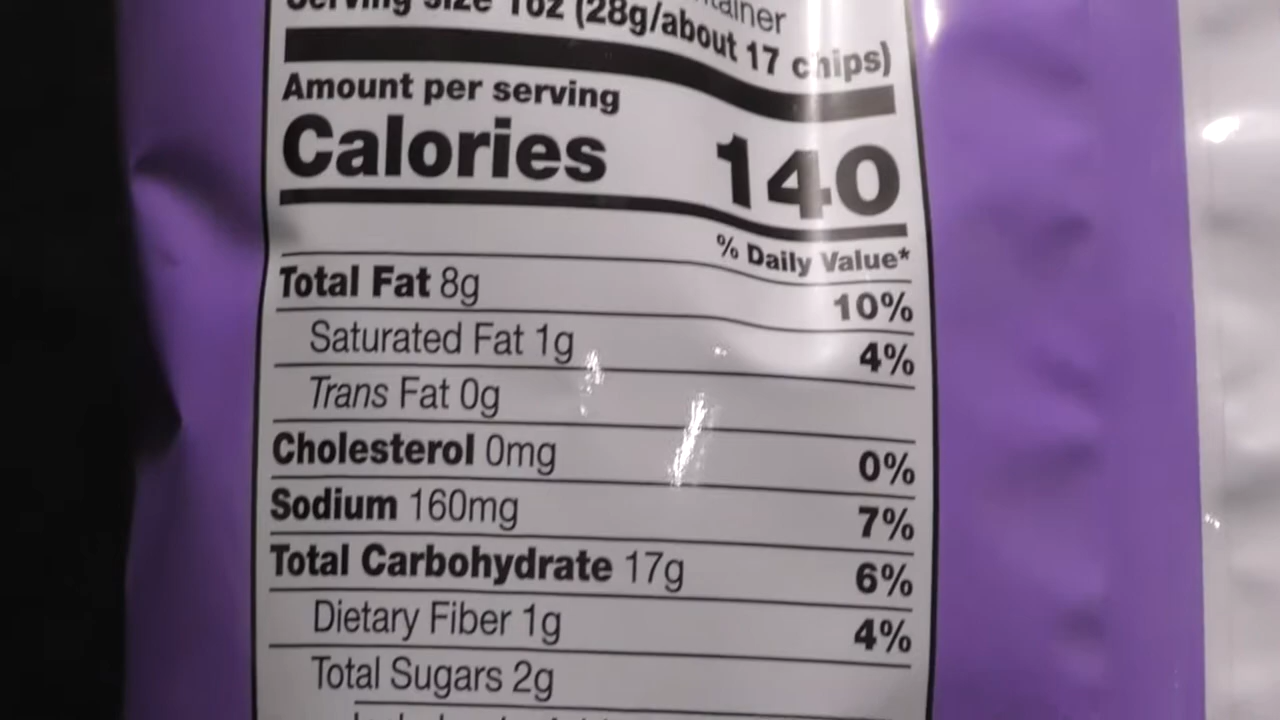 Serving size 1oz (28g/about 17 chips)
Amount per serving
Calories 140
% Daily Value*
Total Fat 8g 10%
Saturated Fat 1g 4%
Trans Fat 0g
Cholesterol 0mg 0%
Sodium 160mg 7%
Total Carbohydrate 17g 6%
Dietary Fiber 1g 4%
Total Sugars 2g